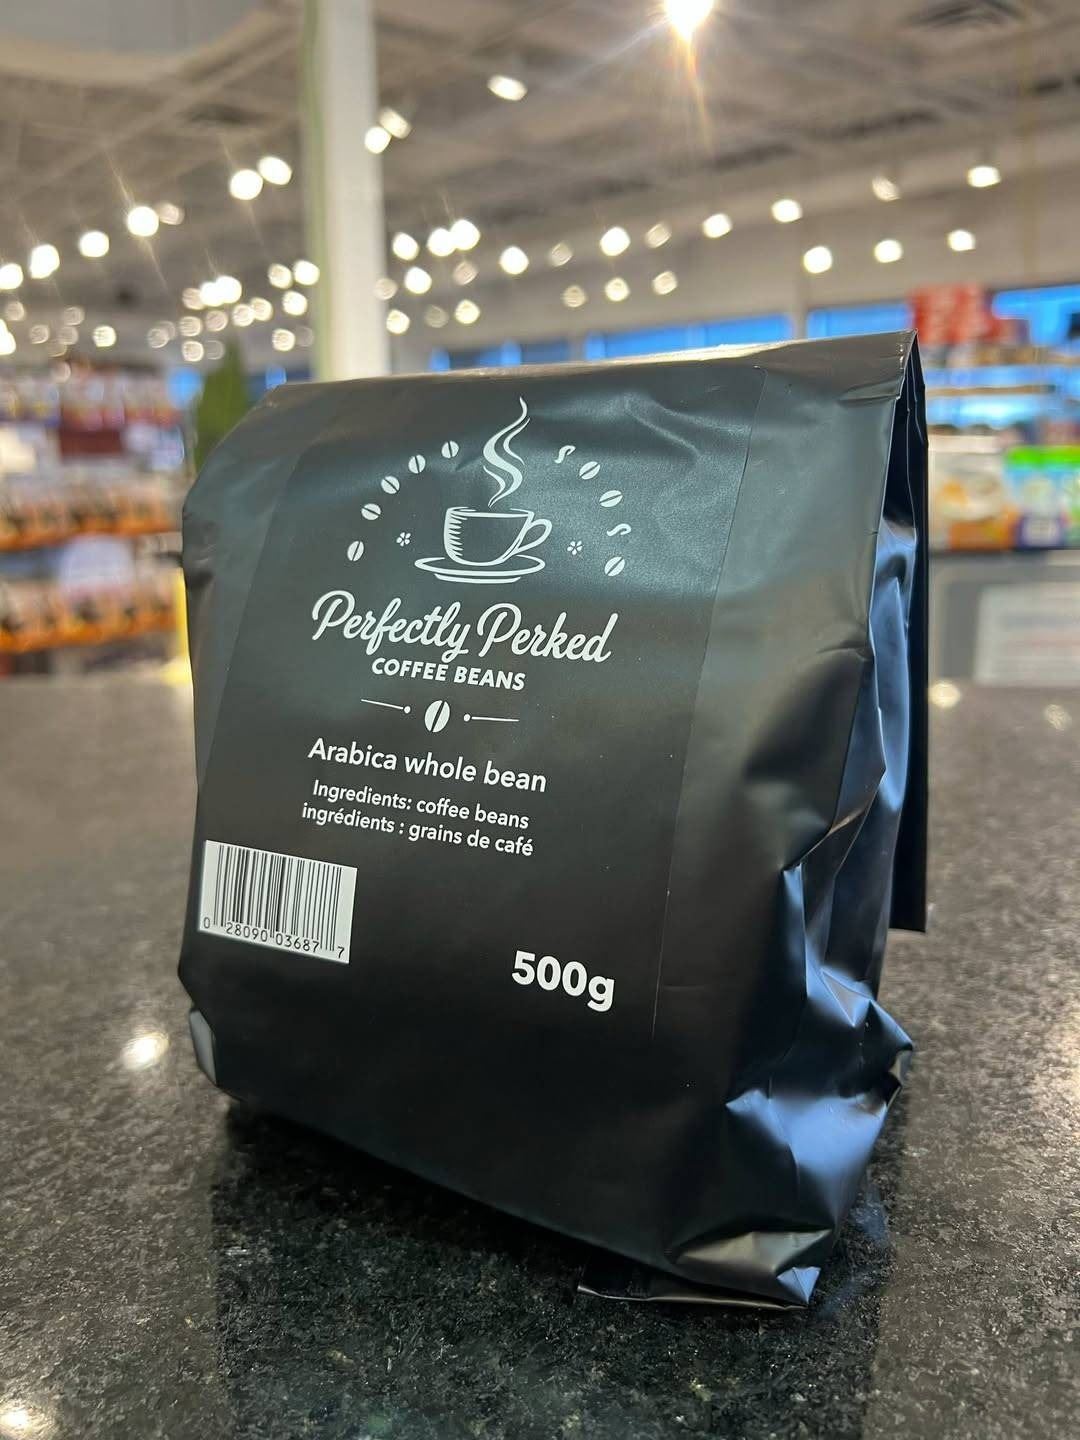 Perfectly Perked
COFFEE BEANS
Arabica whole bean
Ingredients: coffee beans
ingrédients : grains de café
0 28090 03687 7
500g